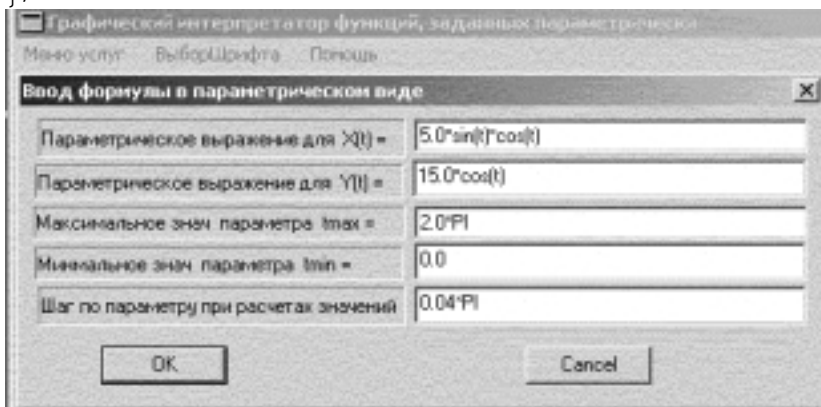 Графический интерпретатор функций, заданных параметрически
Меню услуг ВыборШрифта Помощь
Ввод формулы в параметрическом виде
Параметрическое выражение для X(t) = 5.0*sin(t)*cos(t)
Параметрическое выражение для Y(t) = 15.0*cos(t)
Максимальное знач параметра tmax = 2.0*PI
Минимальное знач параметра tmin = 0.0
Шаг по параметру при расчетах значений 0.04*PI
OK Cancel